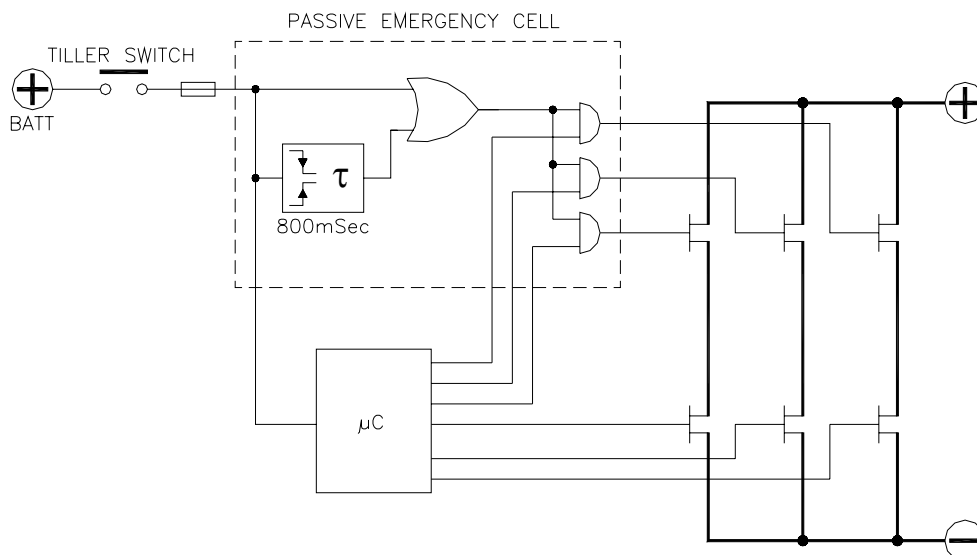 PASSIVE EMERGENCY CELL
TILLER SWITCH
BATT
τ
800mSec
µC